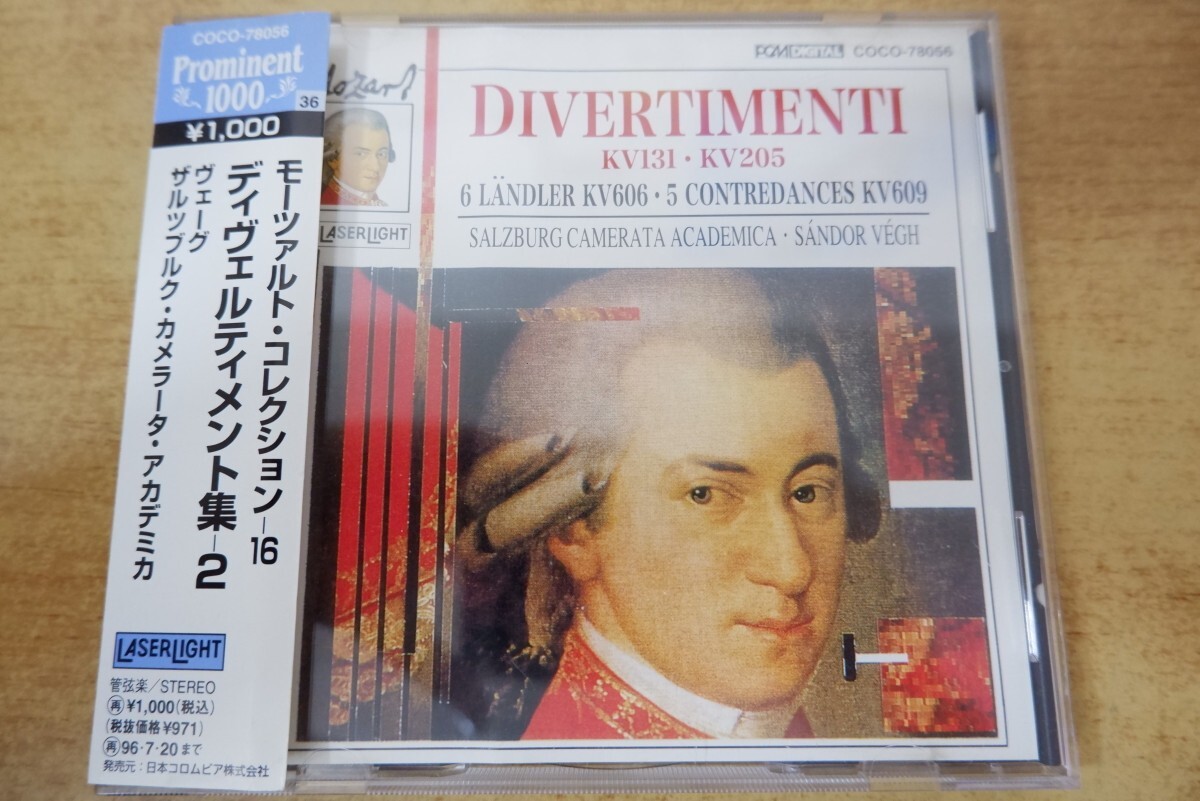 COCO-78056
Prominent
1000
36
¥1,000
モーツァルト・コレクション–16
ディヴェルティメント集–2
ヴェーグ
ザルツブルク・カメラータ・アカデミカ
LASERLIGHT
管弦楽/STEREO
再¥1,000(税込)
(税抜価格¥971)
再96・7・20まで
発売元:日本コロムビア株式会社
Mozart
LASERLIGHT
PCM DIGITAL COCO-78056
DIVERTIMENTI
KV131・KV205
6 LÄNDLER KV606・5 CONTREDANCES KV609
SALZBURG CAMERATA ACADEMICA・SÁNDOR VÉGH